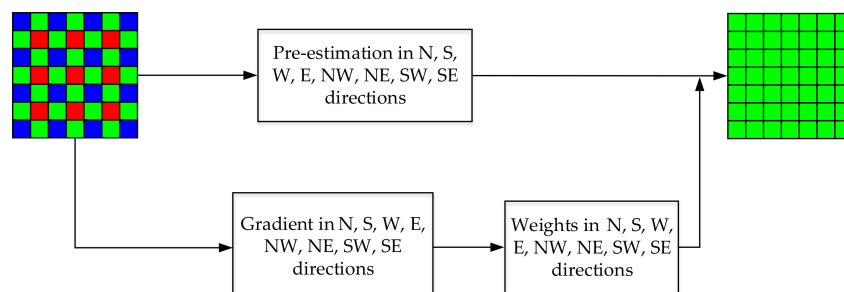 Pre-estimation in N, S,
W, E, NW, NE, SW, SE
directions
Gradient in N, S, W, E,
NW, NE, SW, SE
directions
Weights in N, S, W,
E, NW, NE, SW, SE
directions